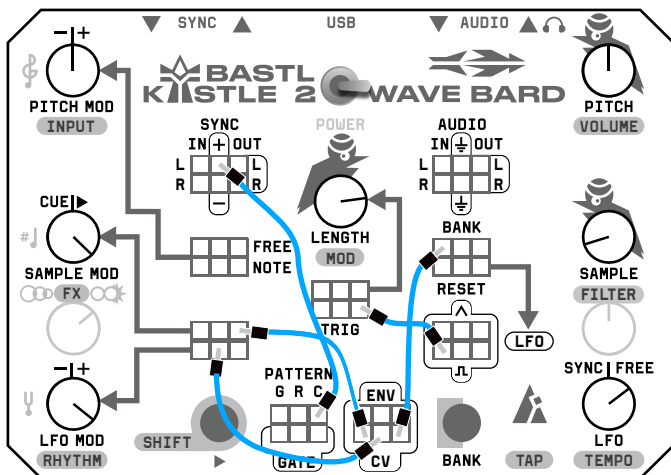 SYNC USB AUDIO
BASTL
KASTLE 2 WAVE BARD
PITCH MOD
INPUT
PITCH
VOLUME
POWER
SYNC
IN + OUT
L L
R R
−
AUDIO
IN OUT
L L
R R
CUE
SAMPLE MOD
FX
LENGTH
MOD
SAMPLE
FILTER
FREE
NOTE
BANK
RESET
TRIG
LFO
PATTERN
G R C
GATE
ENV
CV
SYNC FREE
− +
LFO MOD
RHYTHM
SHIFT
BANK
TAP
LFO
TEMPO